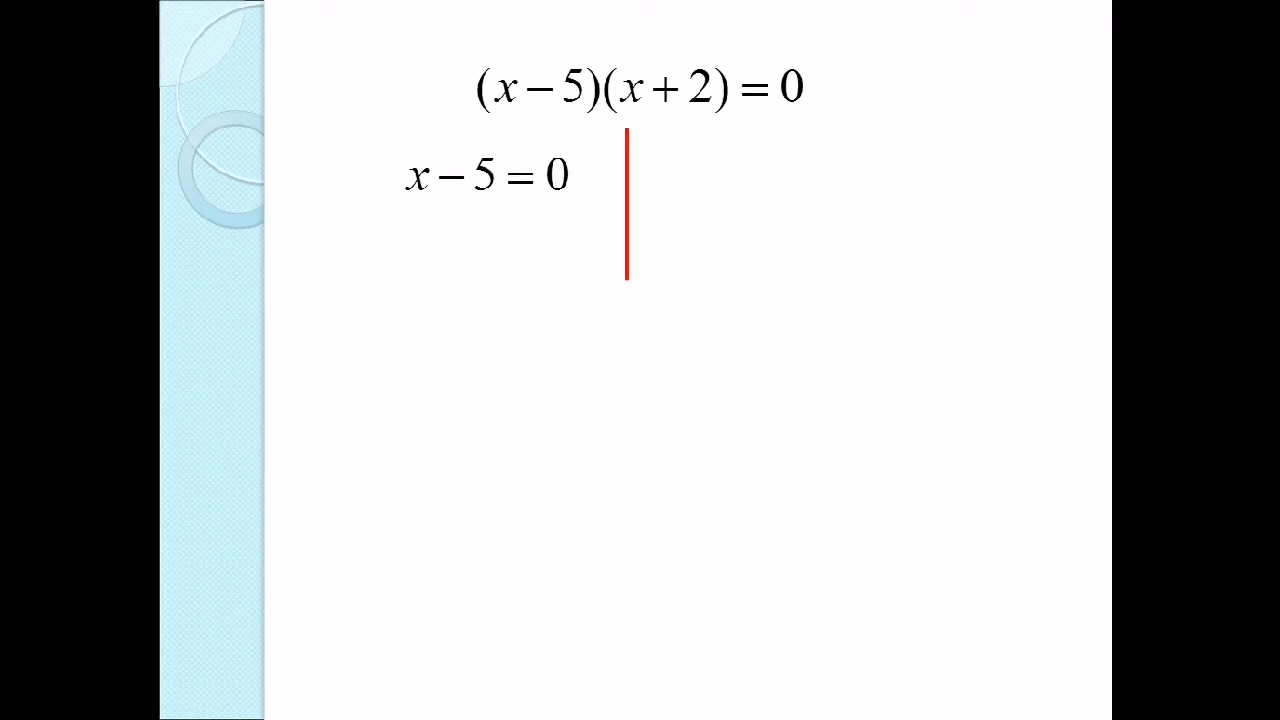 (x − 5)(x + 2) = 0
x − 5 = 0